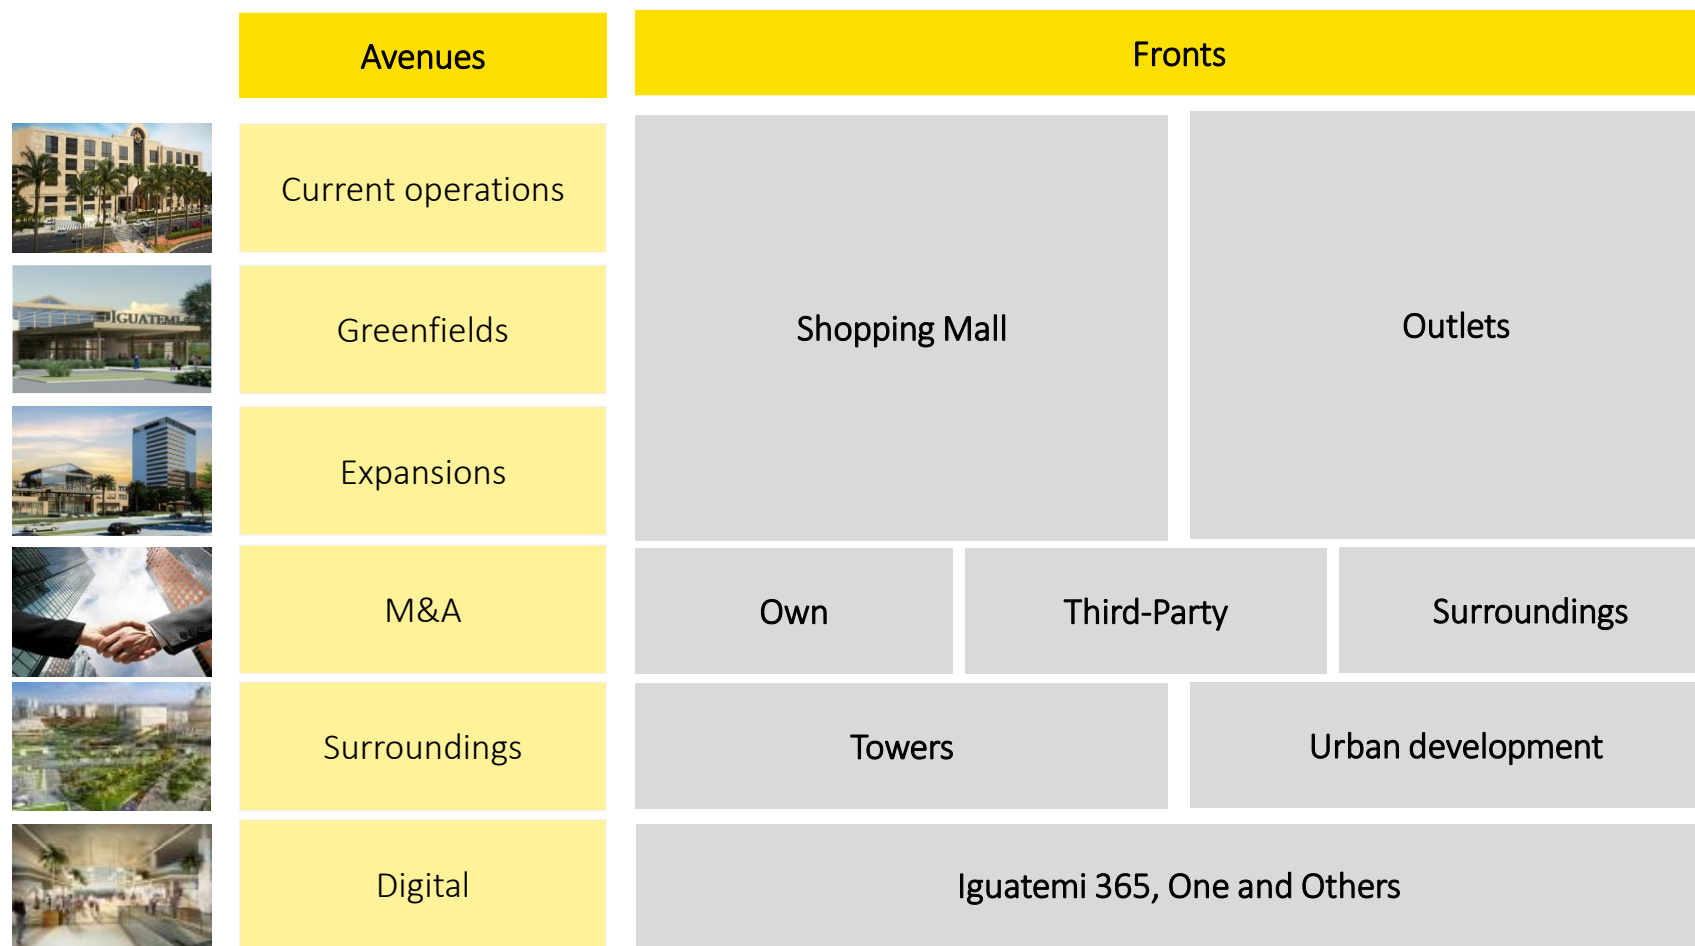 Avenues
Fronts
Current operations
IGUATEMI
Greenfields
Shopping Mall
Outlets
Expansions
M&A
Own
Third-Party
Surroundings
Surroundings
Towers
Urban development
Digital
Iguatemi 365, One and Others